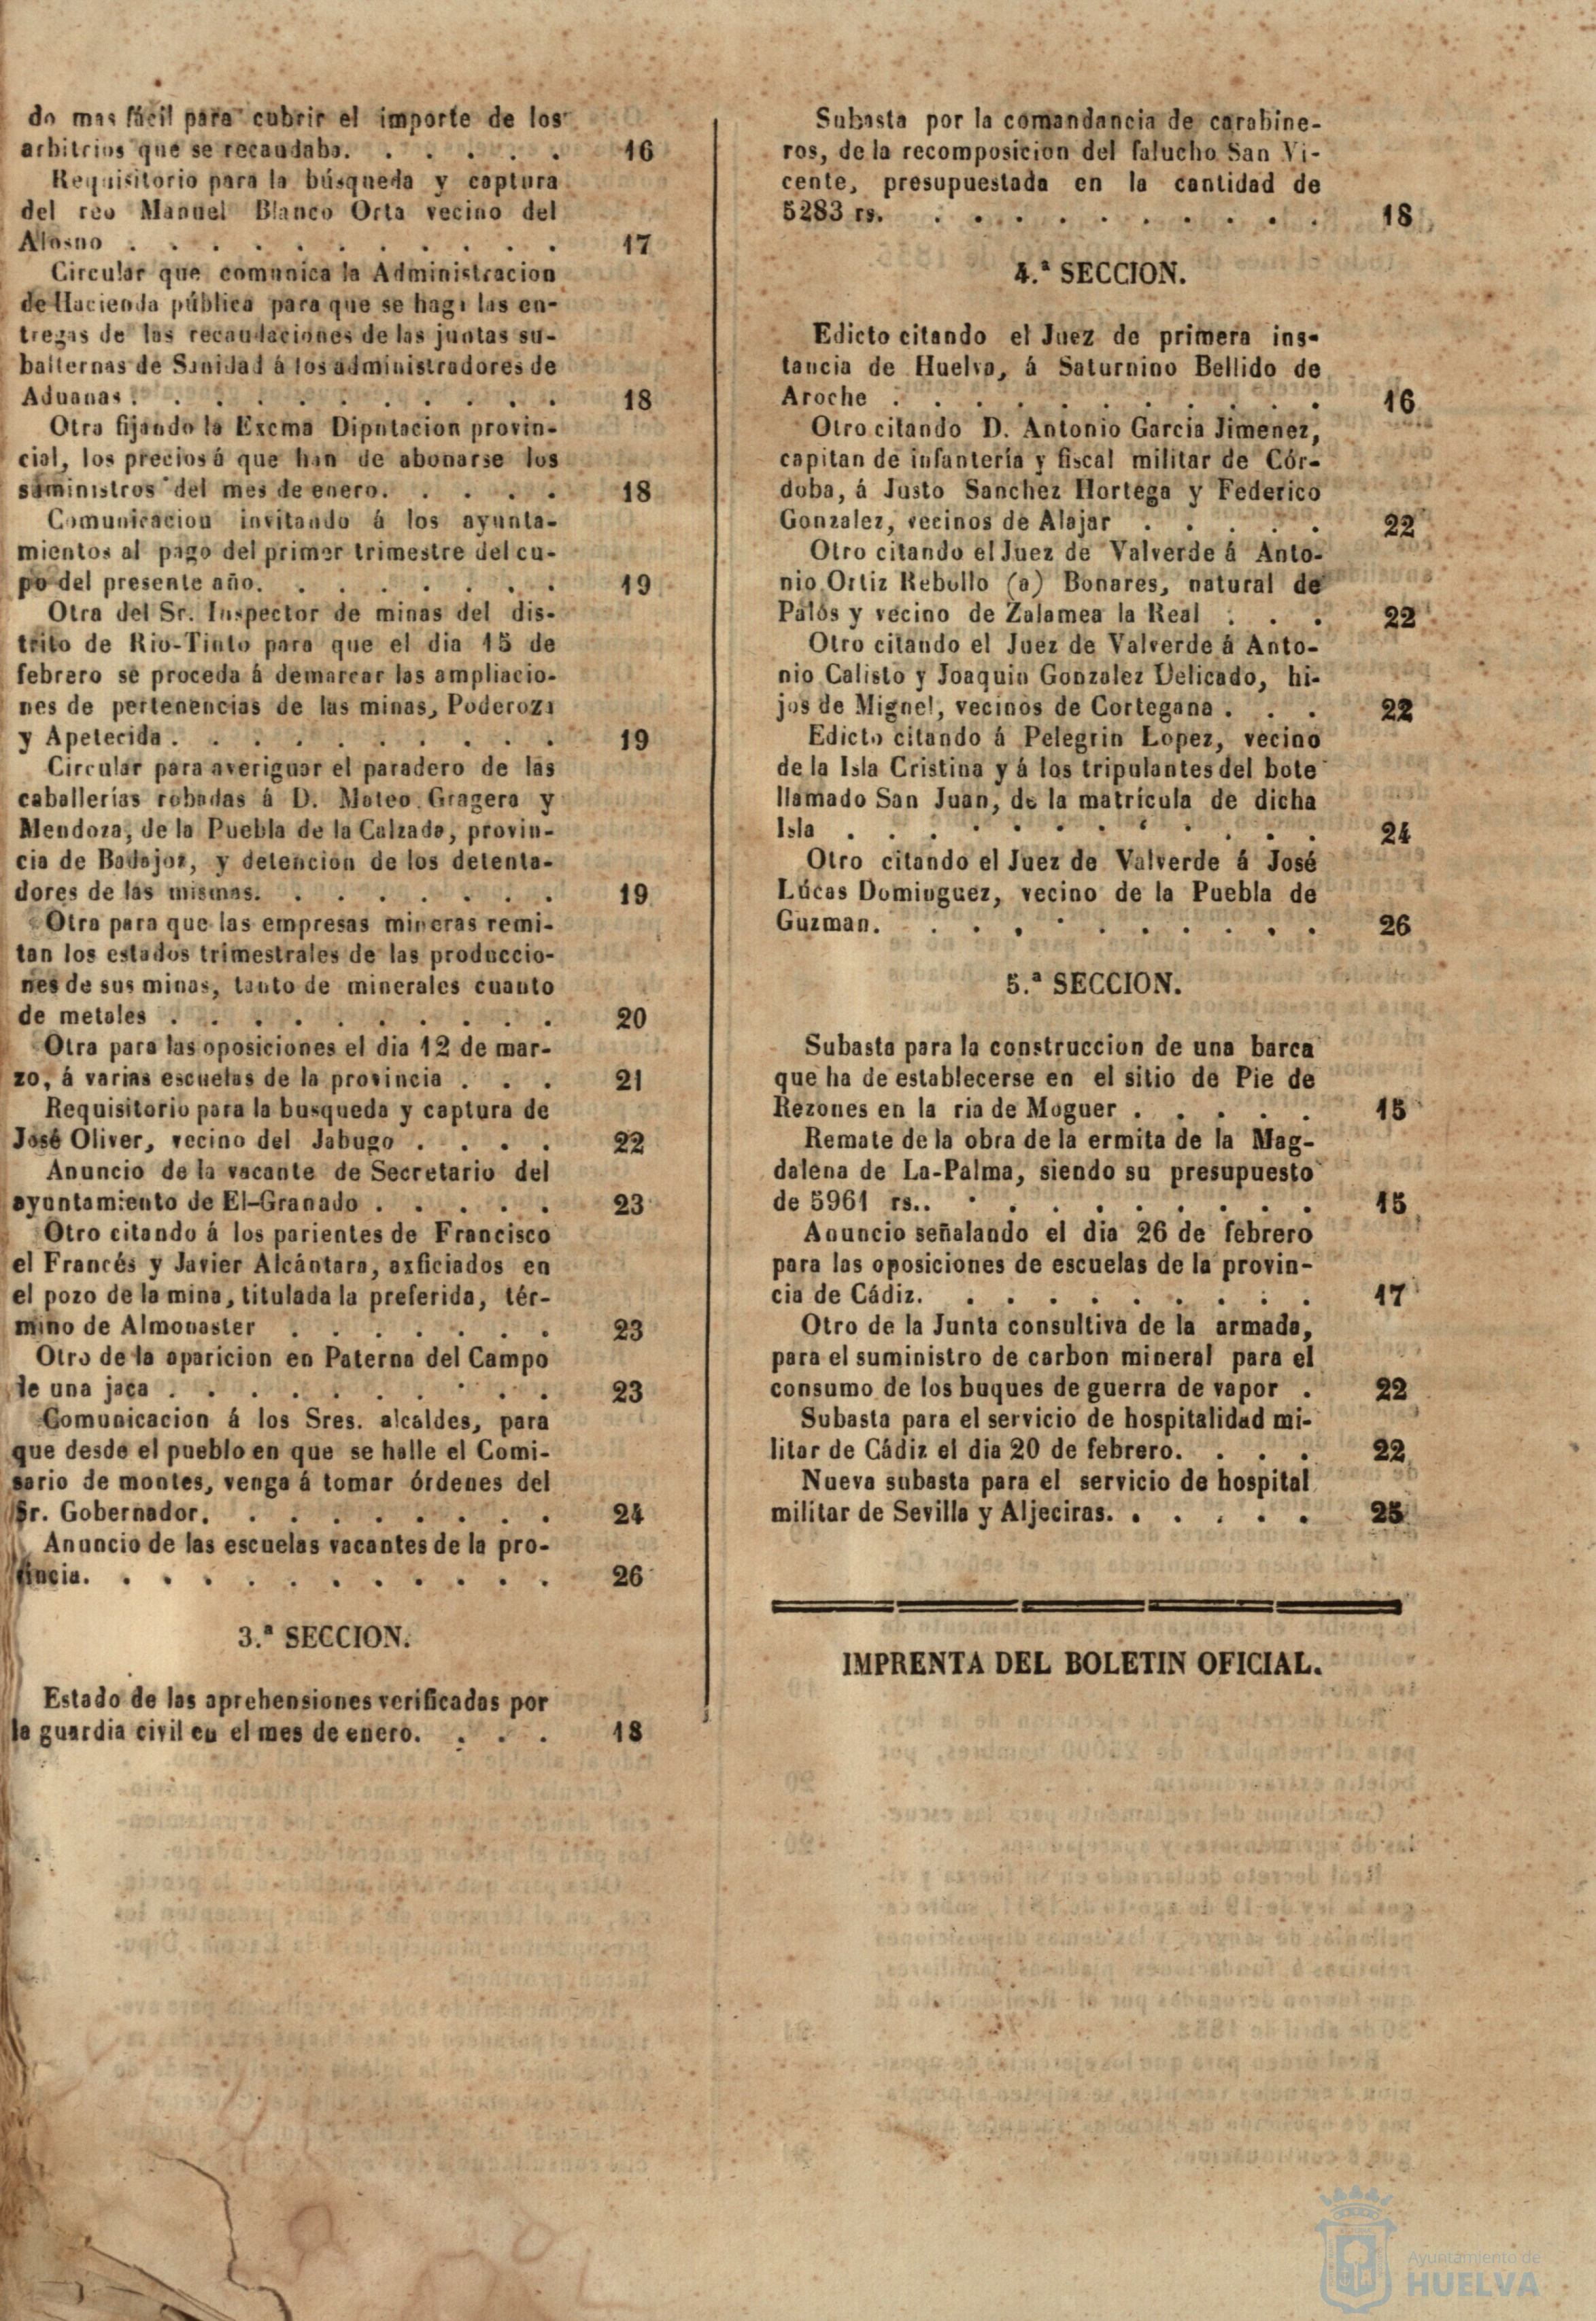 do mas fácil para cubrir el importe de los
arbitrios que se recaudaba. . . . . . 16
Requisitorio para la búsqueda y captura
del reo Manuel Blanco Orta vecino del
Alosno . . . . . . . . . . . 17
Circular que comunica la Administracion
de Hacienda pública para que se haga las en-
tregas de las recaudaciones de las juntas su-
balternas de Sanidad á los administradores de
Aduanas . . . . . . . . . . . 18
Otra fijando la Excma Diputacion provin-
cial, los precios á que han de abonarse los
suministros del mes de enero. . . . . 18
Comunicacion invitando á los ayunta-
mientos al pago del primer trimestre del cu-
po del presente año. . . . . . . . 19
Otra del Sr. Inspector de minas del dis-
trito de Rio-Tinto para que el dia 15 de
febrero se proceda á demarcar las ampliacio-
nes de pertenencias de las minas, Poderoza
y Apetecida . . . . . . . . . . 19
Circular para averiguar el paradero de las
caballerías robadas á D. Mateo Gragera y
Mendoza, de la Puebla de la Calzada, provin-
cia de Badajoz, y detencion de los detenta-
dores de las mismas. . . . . . . . 19
Otra para que las empresas mineras remi-
tan los estados trimestrales de las produccio-
nes de sus minas, tanto de minerales cuanto
de metales . . . . . . . . . . 20
Otra para las oposiciones el dia 12 de mar-
zo, á varias escuelas de la provincia . . . 21
Requisitorio para la busqueda y captura de
José Oliver, vecino del Jabugo . . . . 22
Anuncio de la vacante de Secretario del
ayuntamiento de El-Granado . . . . . 23
Otro citando á los parientes de Francisco
el Francés y Javier Alcántara, axficiados en
el pozo de la mina, titulada la preferida, tér-
mino de Almonaster . . . . . . . 23
Otro de la aparicion en Paterna del Campo
de una jaca . . . . . . . . . . 23
Comunicacion á los Sres. alcaldes, para
que desde el pueblo en que se halle el Comi-
sario de montes, venga á tomar órdenes del
Sr. Gobernador. . . . . . . . . 24
Anuncio de las escuelas vacantes de la pro-
vincia. . . . . . . . . . . . 26
3.ª SECCION.
Estado de las aprehensiones verificadas por
la guardia civil en el mes de enero. . . . 18
Subasta por la comandancia de carabine-
ros, de la recomposicion del falucho San Vi-
cente, presupuestada en la cantidad de
5283 rs. . . . . . . . . . . 18
4.ª SECCION.
Edicto citando el Juez de primera ins-
tancia de Huelva, á Saturnino Bellido de
Aroche . . . . . . . . . . . 16
Otro citando D. Antonio Garcia Jimenez,
capitan de infantería y fiscal militar de Cór-
doba, á Justo Sanchez Hortega y Federico
Gonzalez, vecinos de Alajar . . . . . 22
Otro citando el Juez de Valverde á Anto-
nio Ortiz Rebollo (a) Bonares, natural de
Palos y vecino de Zalamea la Real . . . 22
Otro citando el Juez de Valverde á Anto-
nio Calisto y Joaquin Gonzalez Delicado, hi-
jos de Mignel, vecinos de Cortegana . . . 22
Edicto citando á Pelegrin Lopez, vecino
de la Isla Cristina y á los tripulantes del bote
llamado San Juan, de la matrícula de dicha
Isla . . . . . . . . . . . . 24
Otro citando el Juez de Valverde á José
Lúcas Dominguez, vecino de la Puebla de
Guzman. . . . . . . . . . . 26
5.ª SECCION.
Subasta para la construccion de una barca
que ha de establecerse en el sitio de Pie de
Rezones en la ria de Moguer . . . . . 15
Remate de la obra de la ermita de la Mag-
dalena de La-Palma, siendo su presupuesto
de 5961 rs.. . . . . . . . . . 15
Anuncio señalando el dia 26 de febrero
para las oposiciones de escuelas de la provin-
cia de Cádiz. . . . . . . . . . 17
Otro de la Junta consultiva de la armada,
para el suministro de carbon mineral para el
consumo de los buques de guerra de vapor . 22
Subasta para el servicio de hospitalidad mi-
litar de Cádiz el dia 20 de febrero. . . . 22
Nueva subasta para el servicio de hospital
militar de Sevilla y Aljeciras. . . . . . 25
IMPRENTA DEL BOLETIN OFICIAL.
Ayuntamiento de
HUELVA